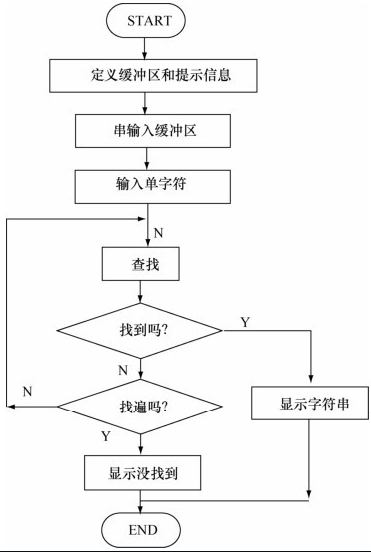 START
定义缓冲区和提示信息
串输入缓冲区
输入单字符
N
查找
找到吗?
Y
N
找遍吗?
N
显示字符串
Y
显示没找到
END